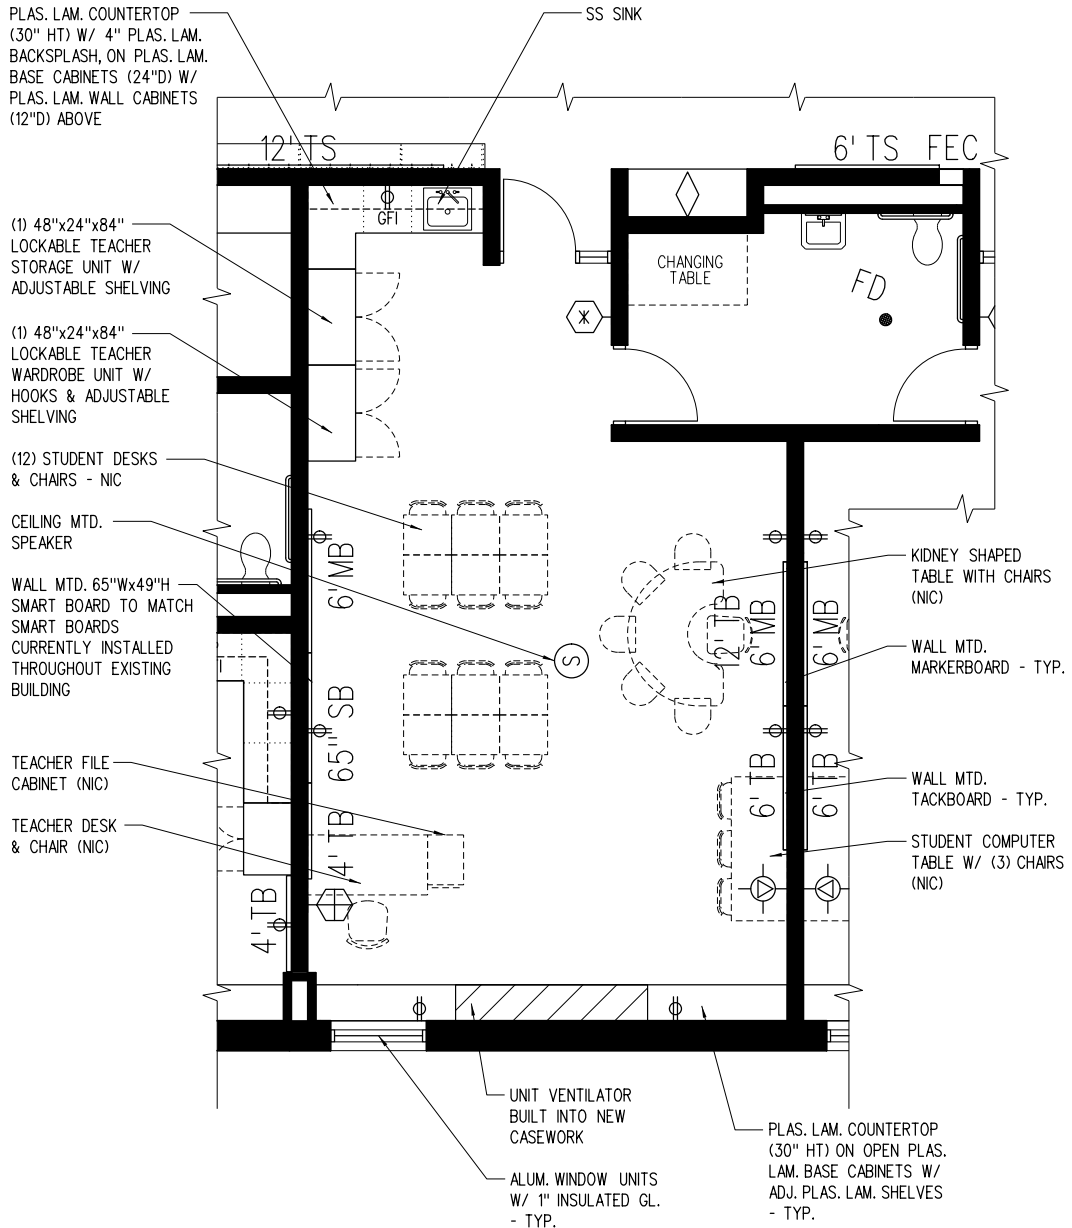 PLAS. LAM. COUNTERTOP
(30" HT) W/ 4" PLAS. LAM.
BACKSPLASH, ON PLAS. LAM.
BASE CABINETS (24"D) W/
PLAS. LAM. WALL CABINETS
(12"D) ABOVE
SS SINK
12' TS
6' TS FEC
GFI
(1) 48"x24"x84"
LOCKABLE TEACHER
STORAGE UNIT W/
ADJUSTABLE SHELVING
CHANGING
TABLE
FD
(1) 48"x24"x84"
LOCKABLE TEACHER
WARDROBE UNIT W/
HOOKS & ADJUSTABLE
SHELVING
(12) STUDENT DESKS
& CHAIRS - NIC
CEILING MTD.
SPEAKER
WALL MTD. 65"Wx49"H
SMART BOARD TO MATCH
SMART BOARDS
CURRENTLY INSTALLED
THROUGHOUT EXISTING
BUILDING
TEACHER FILE
CABINET (NIC)
TEACHER DESK
& CHAIR (NIC)
6' MB
65" SB
4' TB
4' TB
S
12' TB
6' MB
6' MB
6' TB
6' TB
KIDNEY SHAPED
TABLE WITH CHAIRS
(NIC)
WALL MTD.
MARKERBOARD - TYP.
WALL MTD.
TACKBOARD - TYP.
STUDENT COMPUTER
TABLE W/ (3) CHAIRS
(NIC)
UNIT VENTILATOR
BUILT INTO NEW
CASEWORK
ALUM. WINDOW UNITS
W/ 1" INSULATED GL.
- TYP.
PLAS. LAM. COUNTERTOP
(30" HT) ON OPEN PLAS.
LAM. BASE CABINETS W/
ADJ. PLAS. LAM. SHELVES
- TYP.